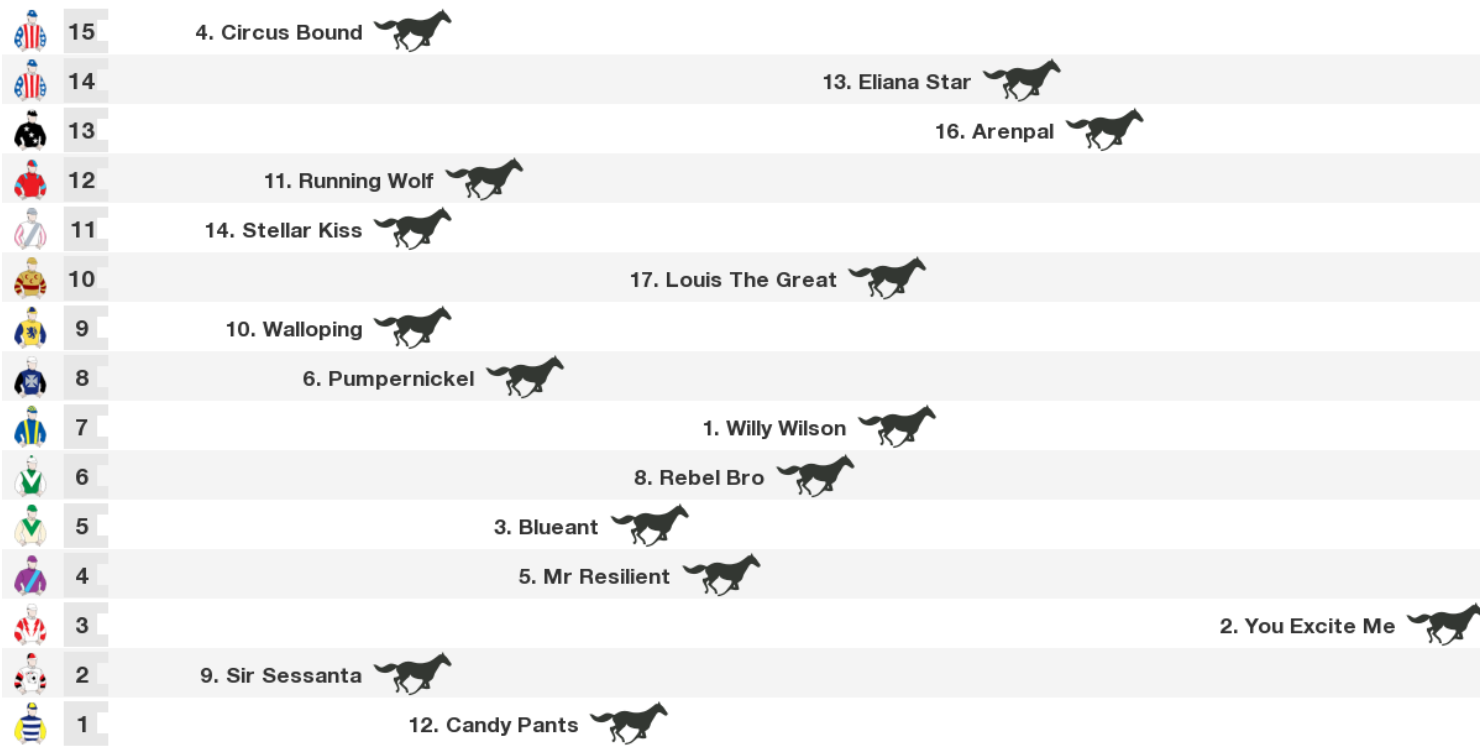 15 4. Circus Bound
14 13. Eliana Star
13 16. Arenpal
12 11. Running Wolf
11 14. Stellar Kiss
10 17. Louis The Great
9 10. Walloping
8 6. Pumpernickel
7 1. Willy Wilson
6 8. Rebel Bro
5 3. Blueant
4 5. Mr Resilient
3 2. You Excite Me
2 9. Sir Sessanta
1 12. Candy Pants